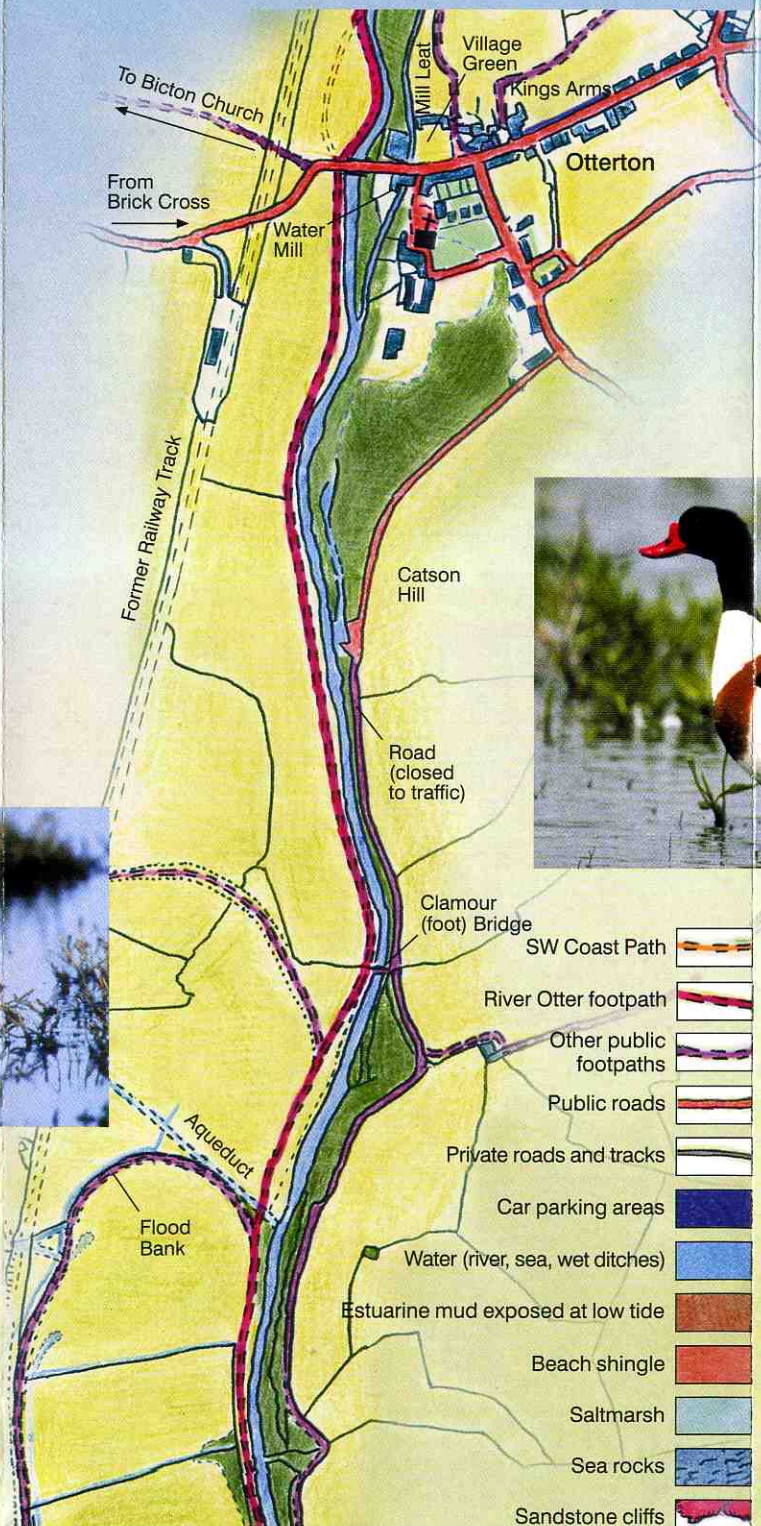 Mill Leat
Village
Green
To Bicton Church
Kings Arms
Otterton
From
Brick Cross
Water
Mill
Former Railway Track
Catson
Hill
Road
(closed
to traffic)
Clamour
(foot) Bridge
SW Coast Path
River Otter footpath
Other public
footpaths
Public roads
Private roads and tracks
Aqueduct
Car parking areas
Flood
Bank
Water (river, sea, wet ditches)
Estuarine mud exposed at low tide
Beach shingle
Saltmarsh
Sea rocks
Sandstone cliffs